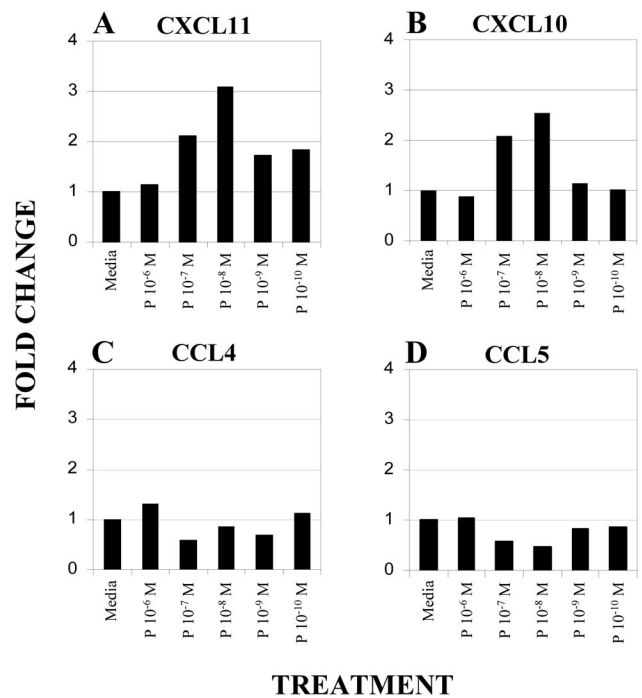 A CXCL11
4
3
2
1
0
Media
P 10⁻⁶ M
P 10⁻⁷ M
P 10⁻⁸ M
P 10⁻⁹ M
P 10⁻¹⁰ M
B CXCL10
4
3
2
1
0
Media
P 10⁻⁶ M
P 10⁻⁷ M
P 10⁻⁸ M
P 10⁻⁹ M
P 10⁻¹⁰ M
FOLD CHANGE
C CCL4
4
3
2
1
0
Media
P 10⁻⁶ M
P 10⁻⁷ M
P 10⁻⁸ M
P 10⁻⁹ M
P 10⁻¹⁰ M
D CCL5
4
3
2
1
0
Media
P 10⁻⁶ M
P 10⁻⁷ M
P 10⁻⁸ M
P 10⁻⁹ M
P 10⁻¹⁰ M
TREATMENT